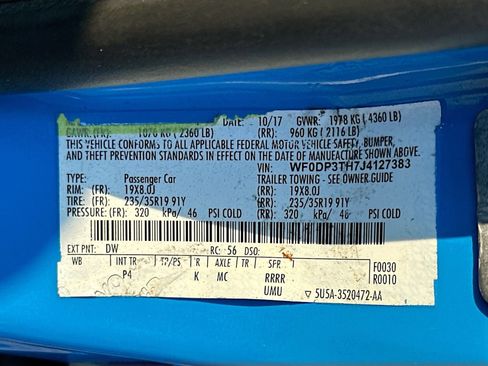 DATE: 10/17 GVWR: 1978 KG ( 4360 LB)
GAWR: (FR): 1070 KG ( 2360 LB) (RR): 960 KG ( 2116 LB)
THIS VEHICLE CONFORMS TO ALL APPLICABLE FEDERAL MOTOR VEHICLE SAFETY, BUMPER,
AND THEFT PREVENTION STANDARDS IN EFFECT ON THE DATE OF MANUFACTURE SHOWN ABOVE.
VIN: WF0DP3TH7J4127383
TYPE: Passenger Car TRAILER TOWING - SEE OWNER GUIDE
RIM: (FR) 19X8.0J (RR): 19X8.0J
TIRE: (FR) 235/35R19 91Y (RR): 235/35R19 91Y
PRESSURE: (FR) 320 kPa/ 46 PSI COLD (RR) 320 kPa/ 46 PSI COLD
EXT PNT: DW RC: 56 DSO:
WB INT TR TP/PS R AXLE TR SFR F0030
P4 K MC RRRR R0010
UMU ▽ 5U5A-3520472-AA